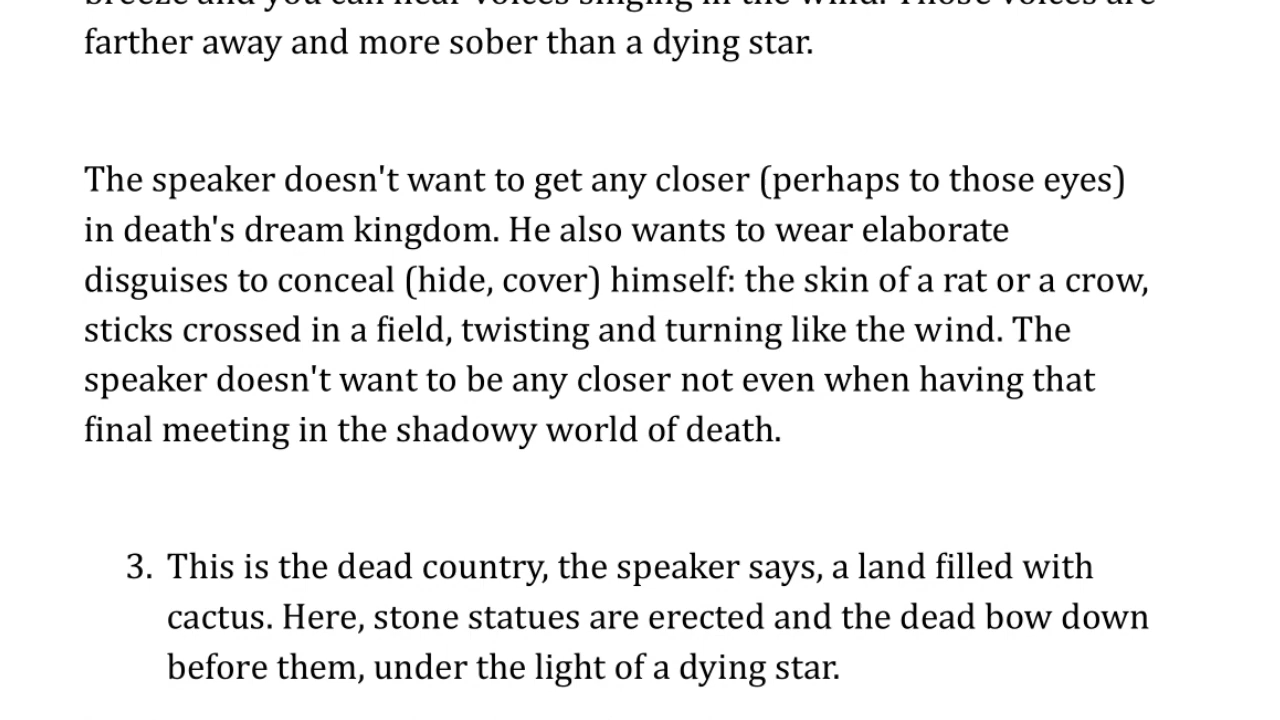 farther away and more sober than a dying star.
The speaker doesn't want to get any closer (perhaps to those eyes)
in death's dream kingdom. He also wants to wear elaborate
disguises to conceal (hide, cover) himself: the skin of a rat or a crow,
sticks crossed in a field, twisting and turning like the wind. The
speaker doesn't want to be any closer not even when having that
final meeting in the shadowy world of death.
3. This is the dead country, the speaker says, a land filled with
cactus. Here, stone statues are erected and the dead bow down
before them, under the light of a dying star.